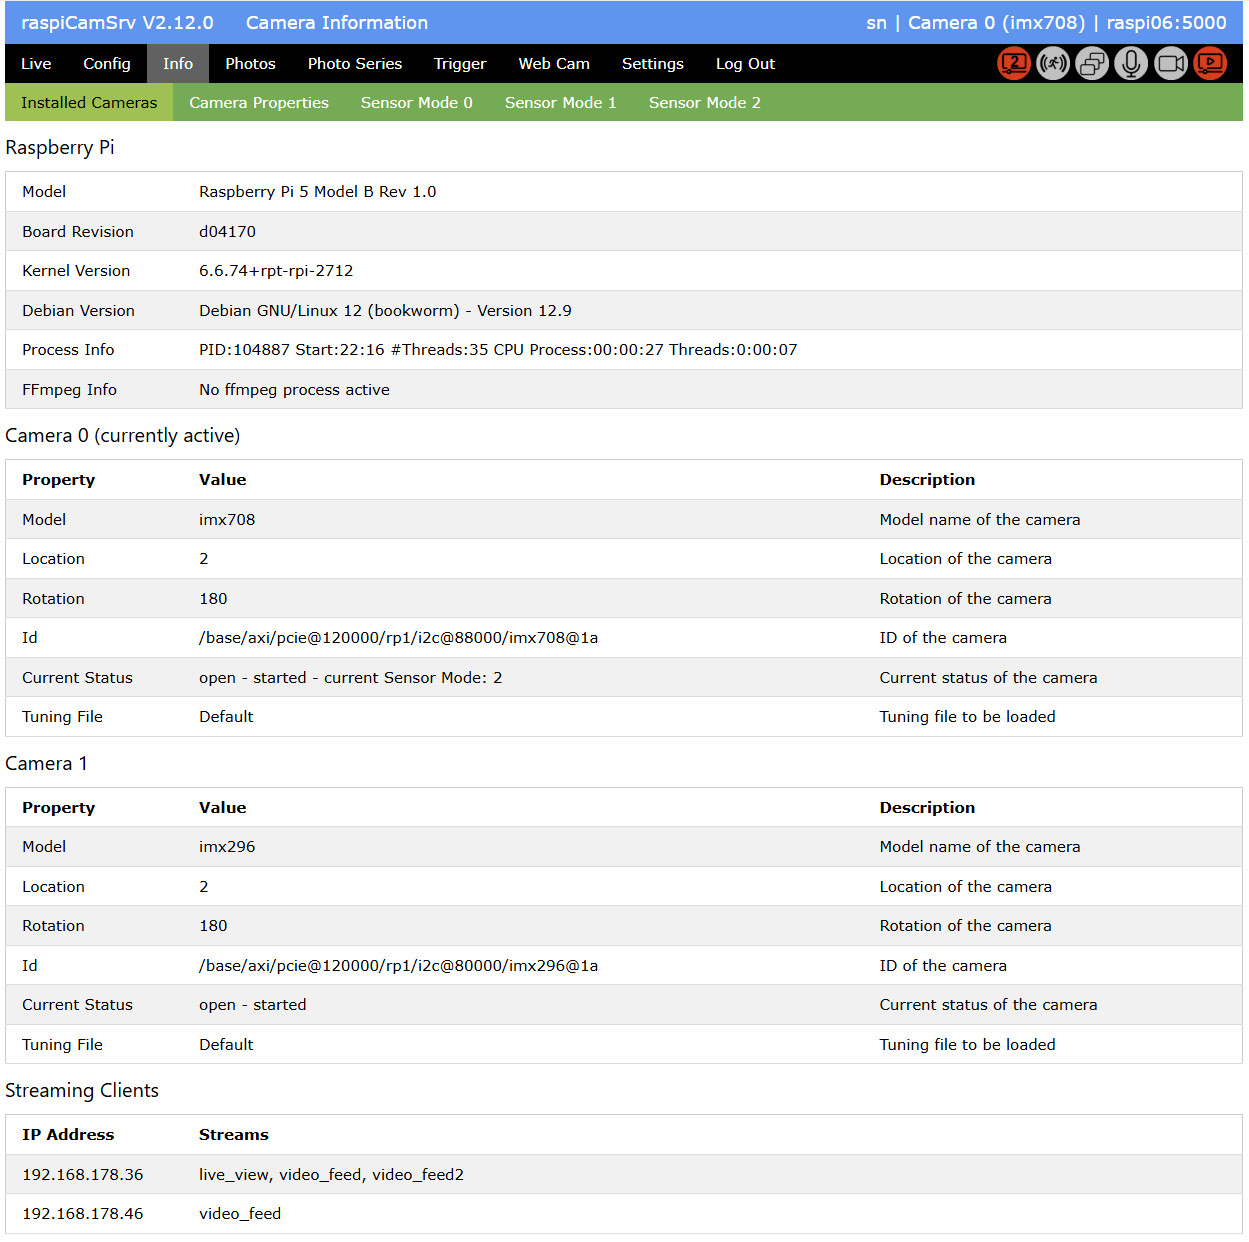 raspiCamSrv V2.12.0 Camera Information sn | Camera 0 (imx708) | raspi06:5000
Live Config Info Photos Photo Series Trigger Web Cam Settings Log Out 2
Installed Cameras Camera Properties Sensor Mode 0 Sensor Mode 1 Sensor Mode 2
Raspberry Pi
Model Raspberry Pi 5 Model B Rev 1.0
Board Revision d04170
Kernel Version 6.6.74+rpt-rpi-2712
Debian Version Debian GNU/Linux 12 (bookworm) - Version 12.9
Process Info PID:104887 Start:22:16 #Threads:35 CPU Process:00:00:27 Threads:0:00:07
FFmpeg Info No ffmpeg process active
Camera 0 (currently active)
Property Value Description
Model imx708 Model name of the camera
Location 2 Location of the camera
Rotation 180 Rotation of the camera
Id /base/axi/pcie@120000/rp1/i2c@88000/imx708@1a ID of the camera
Current Status open - started - current Sensor Mode: 2 Current status of the camera
Tuning File Default Tuning file to be loaded
Camera 1
Property Value Description
Model imx296 Model name of the camera
Location 2 Location of the camera
Rotation 180 Rotation of the camera
Id /base/axi/pcie@120000/rp1/i2c@80000/imx296@1a ID of the camera
Current Status open - started Current status of the camera
Tuning File Default Tuning file to be loaded
Streaming Clients
IP Address Streams
192.168.178.36 live_view, video_feed, video_feed2
192.168.178.46 video_feed